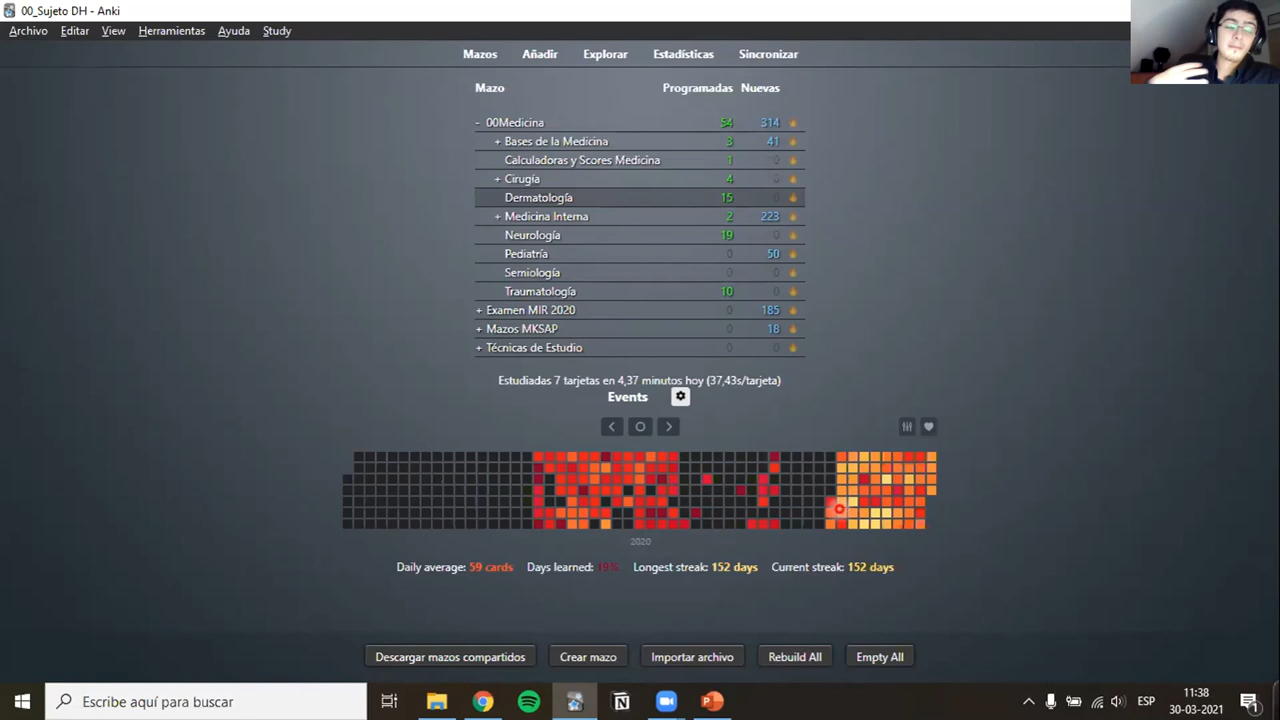 00_Sujeto DH - Anki
Archivo Editar View Herramientas Ayuda Study
Mazos Añadir Explorar Estadísticas Sincronizar
Mazo Programadas Nuevas
- 00Medicina 54 314
+ Bases de la Medicina 3 41
Calculadoras y Scores Medicina 1 0
+ Cirugía 4 0
Dermatología 15 0
+ Medicina Interna 2 223
Neurología 19 0
Pediatría 0 50
Semiología 0 0
Traumatología 10 0
+ Examen MIR 2020 0 185
+ Mazos MKSAP 0 18
+ Técnicas de Estudio 0 0
Estudiadas 7 tarjetas en 4,37 minutos hoy (37,43s/tarjeta)
Events
2020
Daily average: 59 cards Days learned: Longest streak: 152 days Current streak: 152 days
Descargar mazos compartidos Crear mazo Importar archivo Rebuild All Empty All
Escribe aquí para buscar
ESP
11:38
30-03-2021